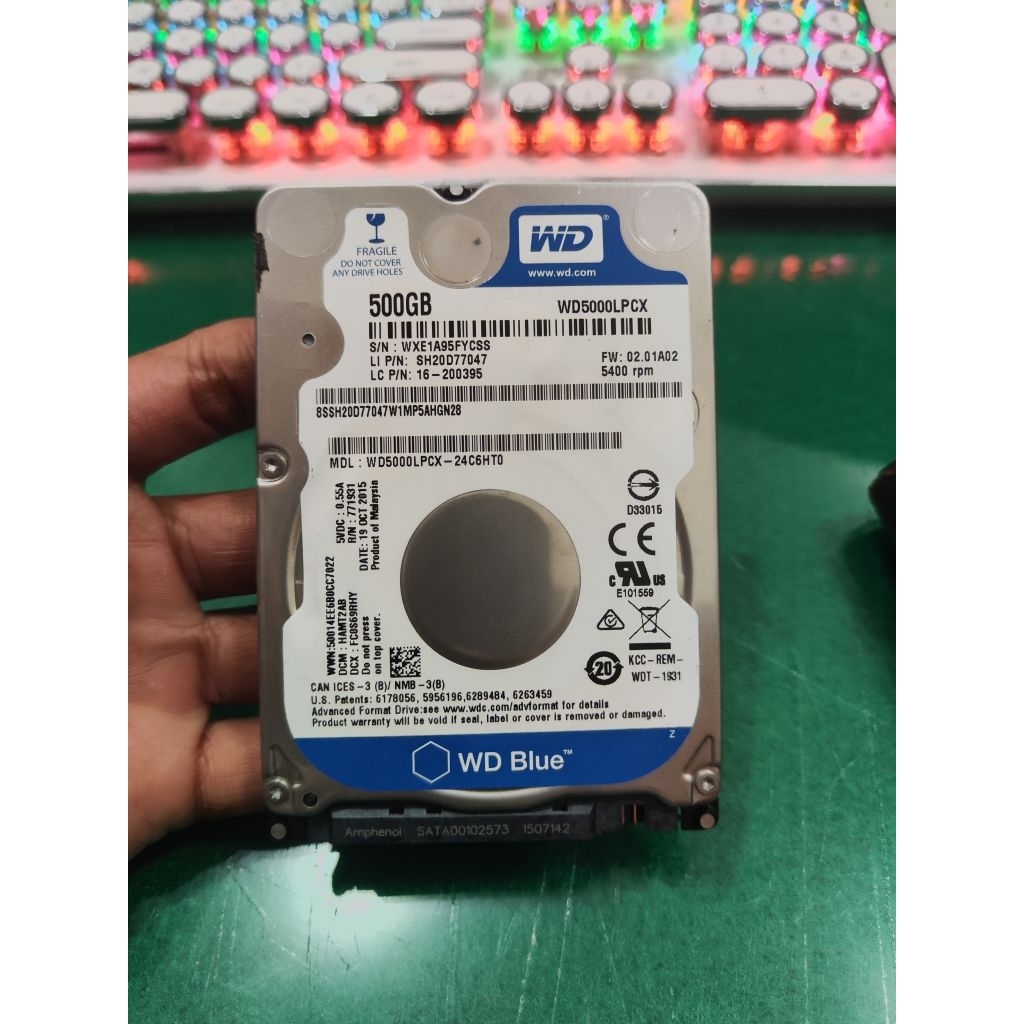 FRAGILE
DO NOT COVER
ANY DRIVE HOLES
WD®
www.wd.com
500GB
WD5000LPCX
S/N : WXE1A95FYCSS
LI P/N: SH20D77047
LC P/N: 16-200395
FW: 02.01A02
5400 rpm
8SSH20D77047W1MP5AHGN28
MDL : WD5000LPCX-24C6HT0
5VDC : 0.55A
R/N : 771931
DATE: 19 OCT 2015
Product of Malaysia
WWN:50014EE6B0CC7022
DCM : HAMT2AB
DCX : FC0S69RHY
Do not press
on top cover.
D33015
CE
c RU US
E101559
20
KCC-REM-
WDT-1931
CAN ICES-3 (B)/ NMB-3(B)
U.S. Patents: 6178056, 5956196,6289484, 6263459
Advanced Format Drive:see www.wdc.com/advformat for details
Product warranty will be void if seal, label or cover is removed or damaged.
Z
WD Blue™
Amphenol SATA00102573 1507142